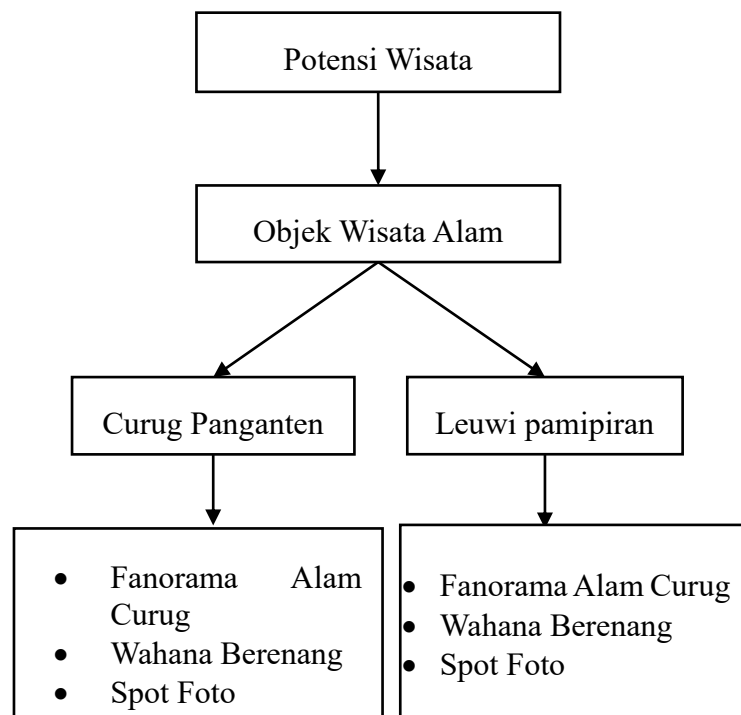 Potensi Wisata
Objek Wisata Alam
Curug Panganten
Leuwi pamipiran
• Fanorama Alam
Curug
• Wahana Berenang
• Spot Foto
• Fanorama Alam Curug
• Wahana Berenang
• Spot Foto